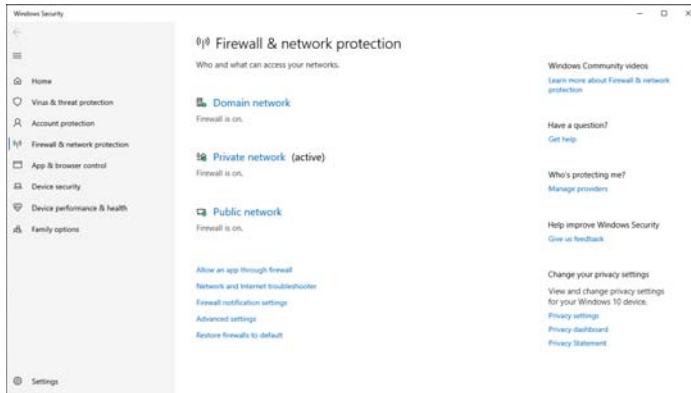 Windows Security
Home
Virus & threat protection
Account protection
Firewall & network protection
App & browser control
Device security
Device performance & health
Family options
Settings
Firewall & network protection
Who and what can access your networks.
Domain network
Firewall is on.
Private network (active)
Firewall is on.
Public network
Firewall is on.
Allow an app through firewall
Network and Internet troubleshooter
Firewall notification settings
Advanced settings
Restore firewalls to default
Windows Community videos
Learn more about Firewall & network
protection
Have a question?
Get help
Who's protecting me?
Manage providers
Help improve Windows Security
Give us feedback
Change your privacy settings
View and change privacy settings
for your Windows 10 device.
Privacy settings
Privacy dashboard
Privacy Statement